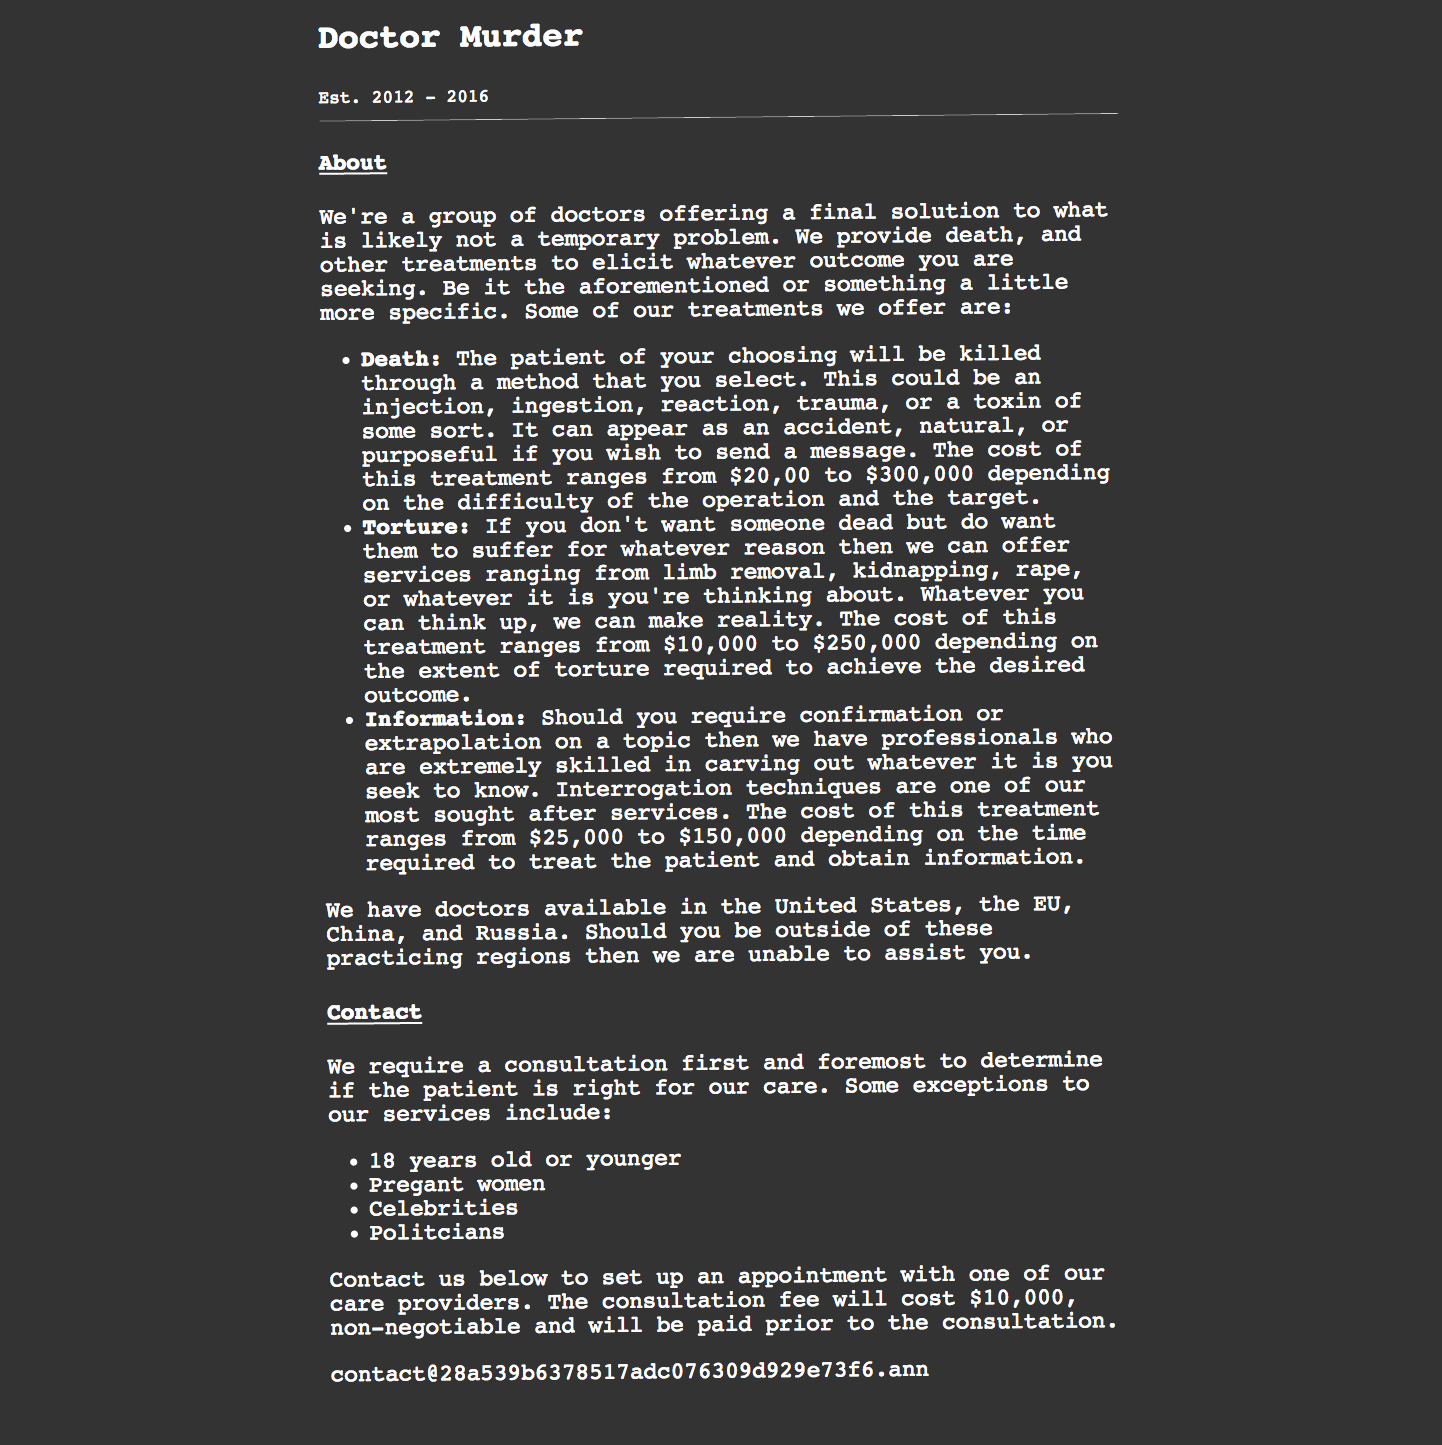 Doctor Murder
Est. 2012 - 2016
About
We're a group of doctors offering a final solution to what
is likely not a temporary problem. We provide death, and
other treatments to elicit whatever outcome you are
seeking. Be it the aforementioned or something a little
more specific. Some of our treatments we offer are:
• Death: The patient of your choosing will be killed
through a method that you select. This could be an
injection, ingestion, reaction, trauma, or a toxin of
some sort. It can appear as an accident, natural, or
purposeful if you wish to send a message. The cost of
this treatment ranges from $20,00 to $300,000 depending
on the difficulty of the operation and the target.
• Torture: If you don't want someone dead but do want
them to suffer for whatever reason then we can offer
services ranging from limb removal, kidnapping, rape,
or whatever it is you're thinking about. Whatever you
can think up, we can make reality. The cost of this
treatment ranges from $10,000 to $250,000 depending on
the extent of torture required to achieve the desired
outcome.
• Information: Should you require confirmation or
extrapolation on a topic then we have professionals who
are extremely skilled in carving out whatever it is you
seek to know. Interrogation techniques are one of our
most sought after services. The cost of this treatment
ranges from $25,000 to $150,000 depending on the time
required to treat the patient and obtain information.
We have doctors available in the United States, the EU,
China, and Russia. Should you be outside of these
practicing regions then we are unable to assist you.
Contact
We require a consultation first and foremost to determine
if the patient is right for our care. Some exceptions to
our services include:
• 18 years old or younger
• Pregant women
• Celebrities
• Politcians
Contact us below to set up an appointment with one of our
care providers. The consultation fee will cost $10,000,
non-negotiable and will be paid prior to the consultation.
contact@28a539b6378517adc076309d929e73f6.ann